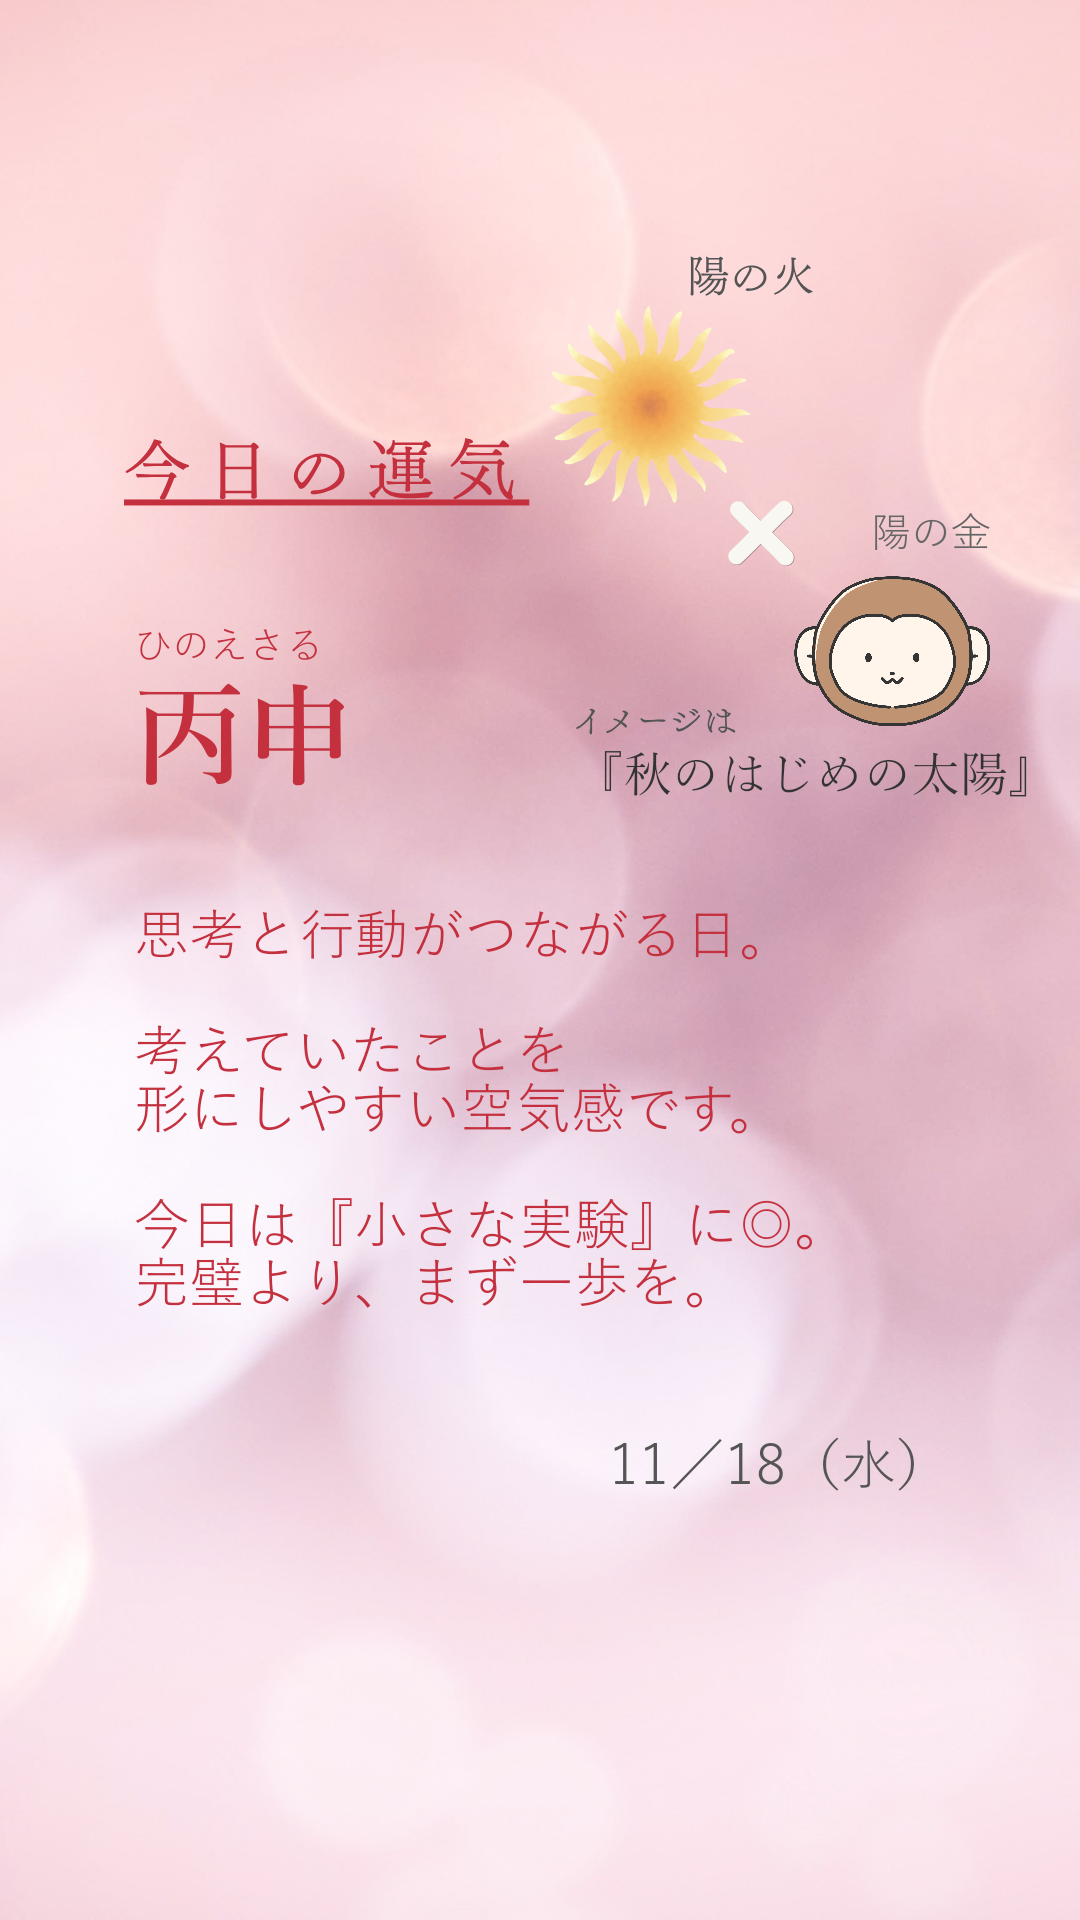 陽の火
今日の運気
陽の金
ひのえさる
丙申
イメージは
『秋のはじめの太陽』
思考と行動がつながる日。
考えていたことを
形にしやすい空気感です。
今日は『小さな実験』に◎。
完璧より、まず一歩を。
11／18（水）